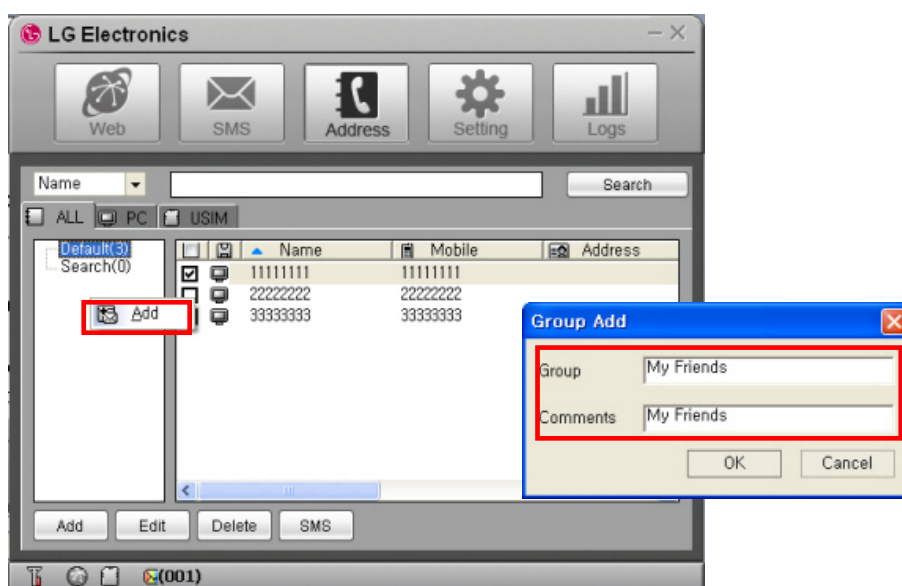 LG Electronics
Web SMS Address Setting Logs
Name Search
ALL PC USIM
Default(3)
Search(0)
Name Mobile Address
11111111 11111111
22222222 22222222
33333333 33333333
Add
Group Add
Group My Friends
Comments My Friends
OK Cancel
Add Edit Delete SMS
(001)